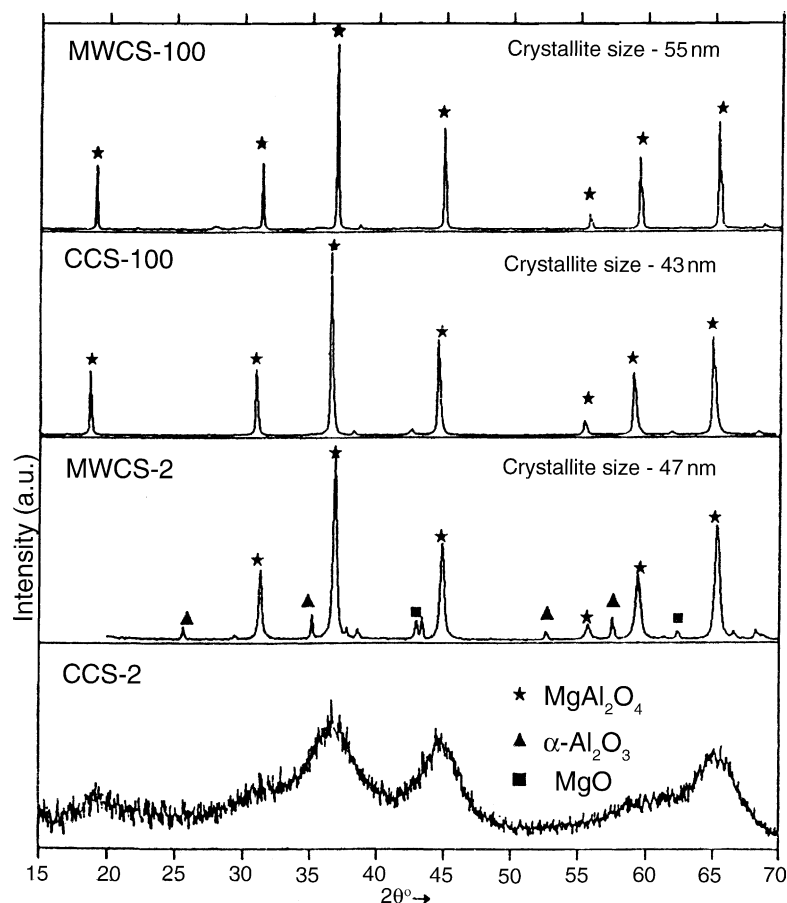 MWCS-100
Crystallite size - 55 nm
CCS-100
Crystallite size - 43 nm
MWCS-2
Crystallite size - 47 nm
CCS-2
★ MgAl₂O₄
▲ α-Al₂O₃
■ MgO
Intensity (a.u.)
15 20 25 30 35 40 45 50 55 60 65 70
2θ° →